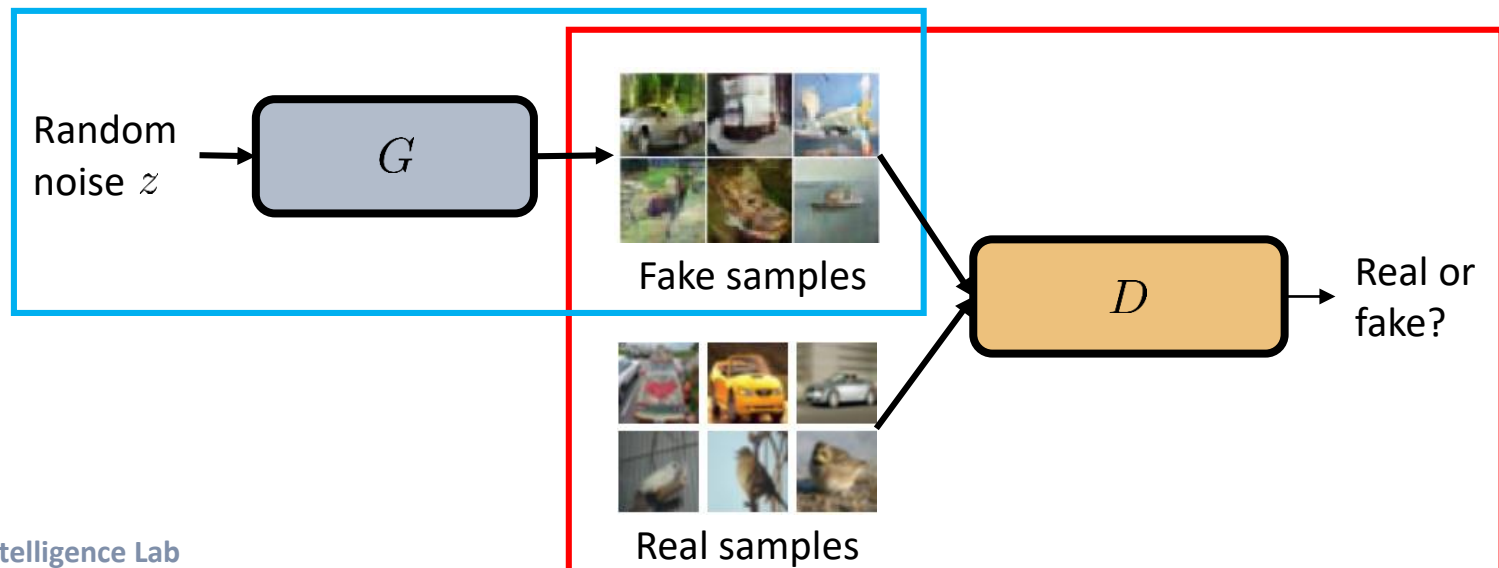 Random
noise z
G
Fake samples
D
Real or
fake?
Real samples
telligence Lab